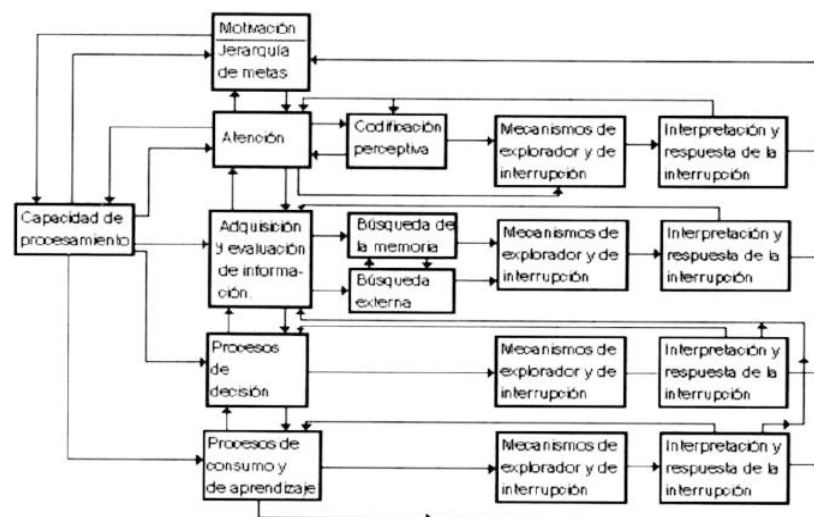 Motivación
Jerarquía
de metas
Atención
Codificación
perceptiva
Mecanismos de
explorador y de
interrupción
Interpretación y
respuesta de la
interrupción
Capacidad de
procesamiento
Adquisición
y evaluación
de informa-
ción.
Búsqueda de
la memoria
Búsqueda
externa
Mecanismos de
explorador y de
interrupción
Interpretación y
respuesta de la
interrupción
Procesos
de
decisión
Mecanismos de
explorador y de
interrupción
Interpretación y
respuesta de la
interrupción
Procesos de
consumo y
de aprendizaje
Mecanismos de
explorador y de
interrupción
Interpretación y
respuesta de la
interrupción